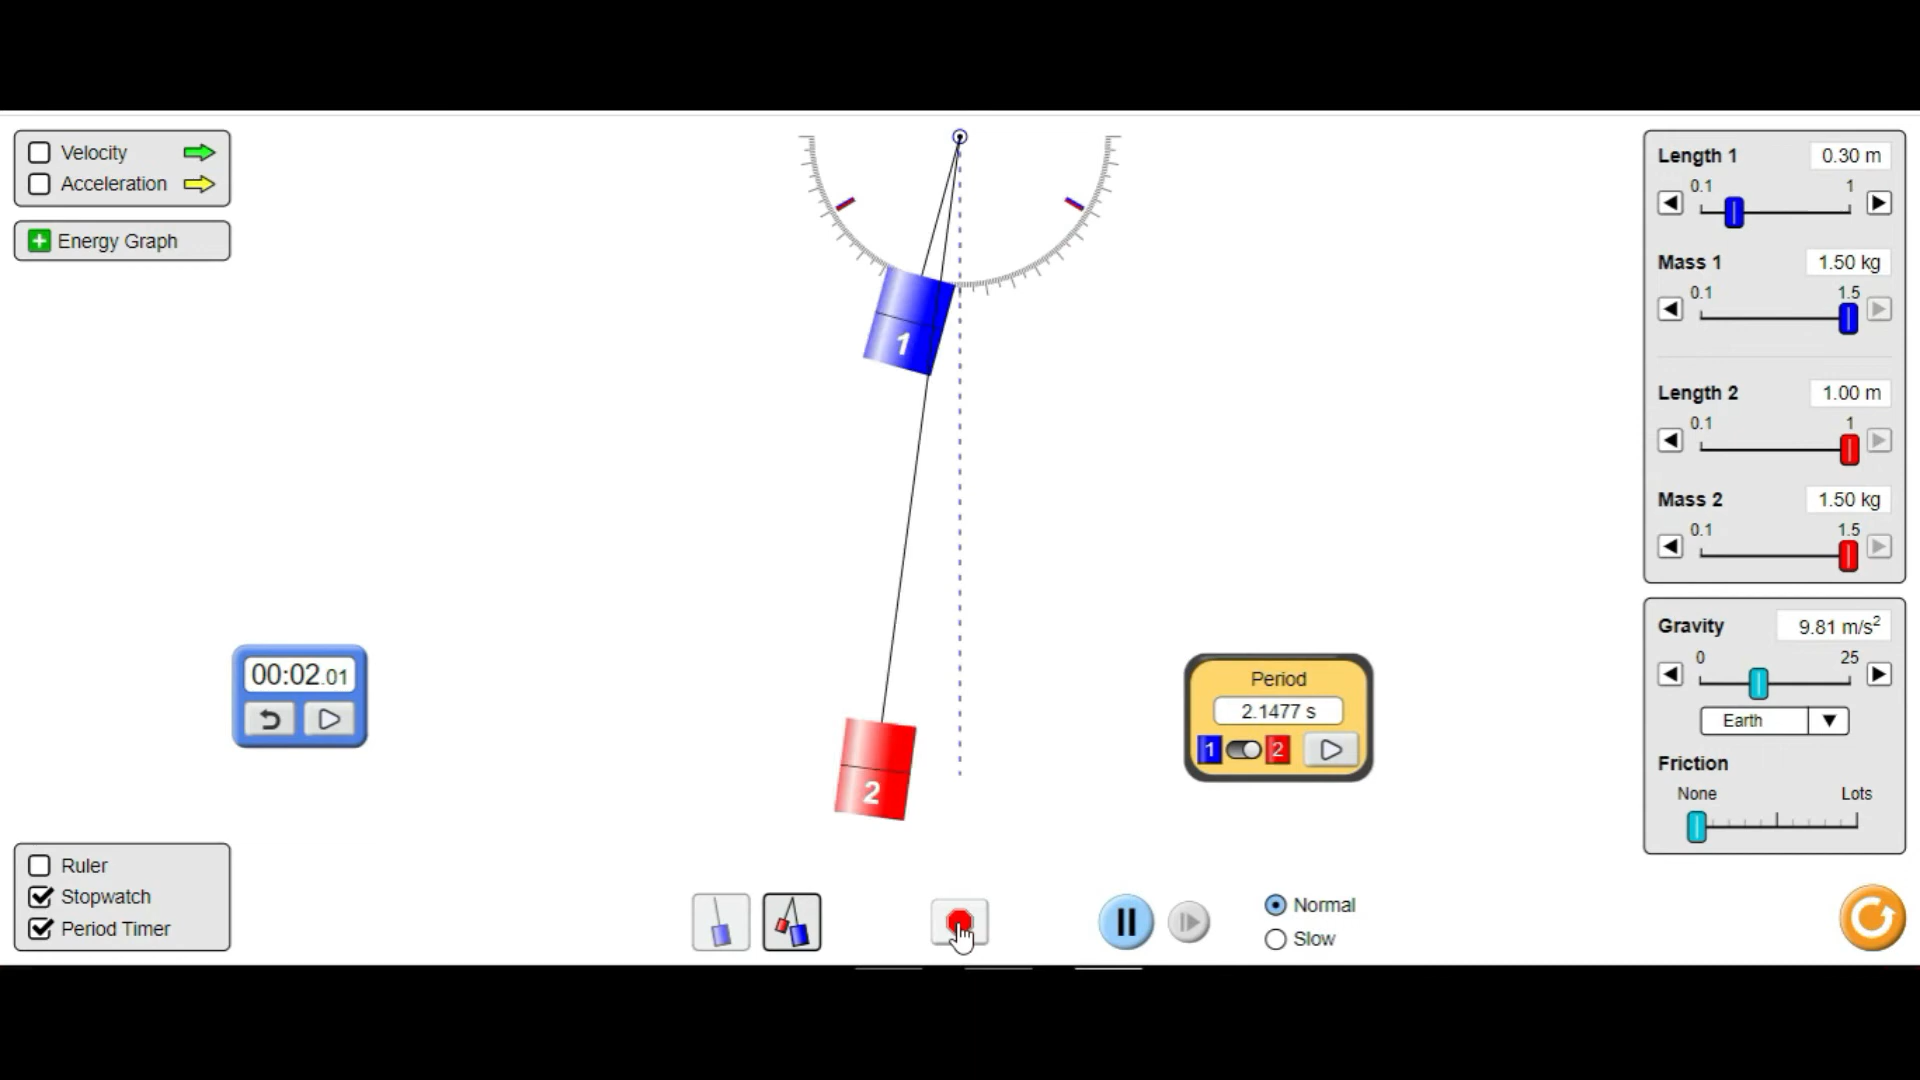 Velocity
Acceleration
Energy Graph
1
2
00:02.01
Period
2.1477 s
1 2
Ruler
Stopwatch
Period Timer
Normal
Slow
Length 1 0.30 m
0.1 1
Mass 1 1.50 kg
0.1 1.5
Length 2 1.00 m
0.1 1
Mass 2 1.50 kg
0.1 1.5
Gravity 9.81 m/s²
0 25
Earth
Friction
None Lots